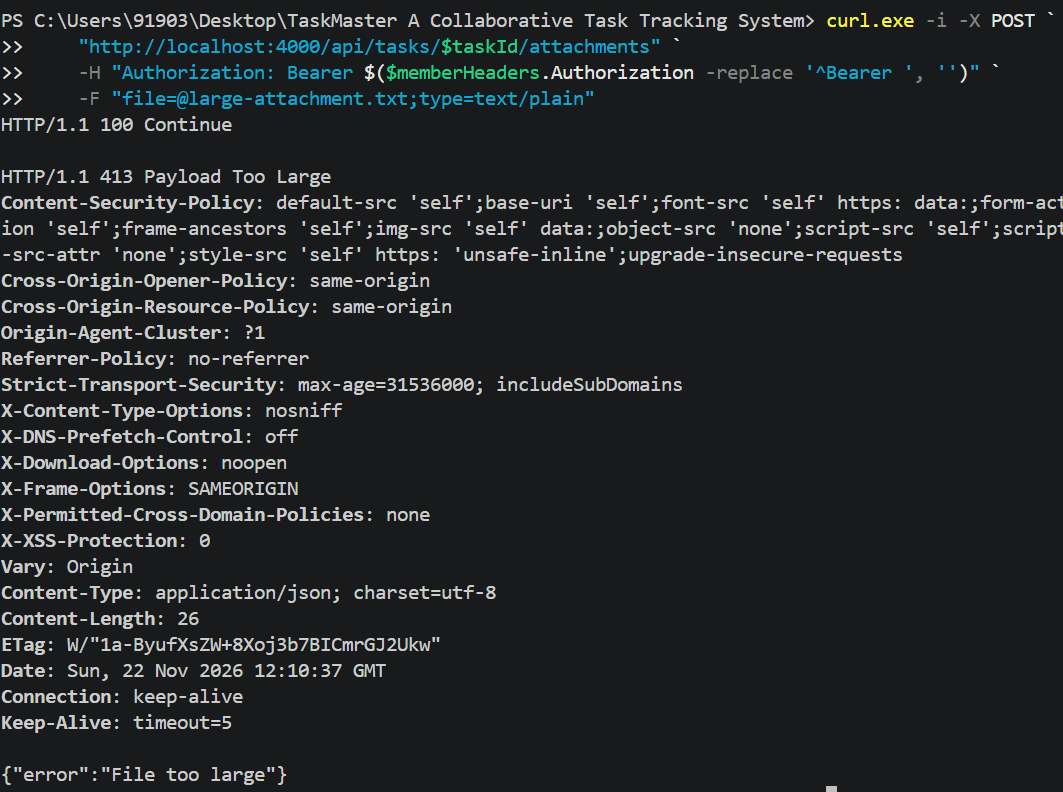 PS C:\Users\91903\Desktop\TaskMaster A Collaborative Task Tracking System> curl.exe -i -X POST `
>>     "http://localhost:4000/api/tasks/$taskId/attachments" `
>>     -H "Authorization: Bearer $($memberHeaders.Authorization -replace '^Bearer ', '')" `
>>     -F "file=@large-attachment.txt;type=text/plain"
HTTP/1.1 100 Continue

HTTP/1.1 413 Payload Too Large
Content-Security-Policy: default-src 'self';base-uri 'self';font-src 'self' https: data:;form-act
ion 'self';frame-ancestors 'self';img-src 'self' data:;object-src 'none';script-src 'self';script
-src-attr 'none';style-src 'self' https: 'unsafe-inline';upgrade-insecure-requests
Cross-Origin-Opener-Policy: same-origin
Cross-Origin-Resource-Policy: same-origin
Origin-Agent-Cluster: ?1
Referrer-Policy: no-referrer
Strict-Transport-Security: max-age=31536000; includeSubDomains
X-Content-Type-Options: nosniff
X-DNS-Prefetch-Control: off
X-Download-Options: noopen
X-Frame-Options: SAMEORIGIN
X-Permitted-Cross-Domain-Policies: none
X-XSS-Protection: 0
Vary: Origin
Content-Type: application/json; charset=utf-8
Content-Length: 26
ETag: W/"1a-ByufXsZW+8Xoj3b7BICmrGJ2Ukw"
Date: Sun, 22 Nov 2026 12:10:37 GMT
Connection: keep-alive
Keep-Alive: timeout=5

{"error":"File too large"}